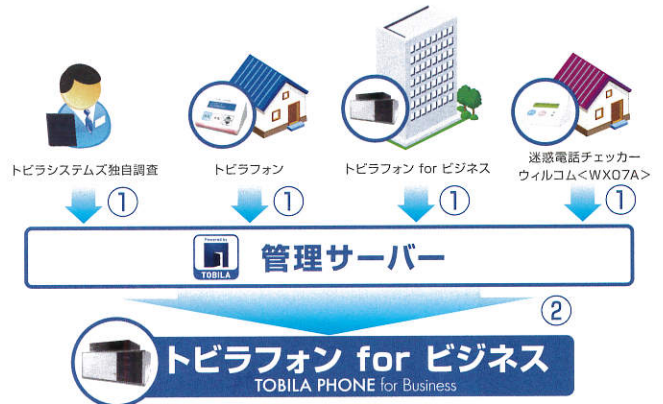 トビラシステムズ独自調査
トビラフォン
トビラフォン for ビジネス
迷惑電話チェッカー
ウィルコム<WX07A>
①
①
①
①
Powered by
TOBILA
管理サーバー
②
トビラフォン for ビジネス
TOBILA PHONE for Business